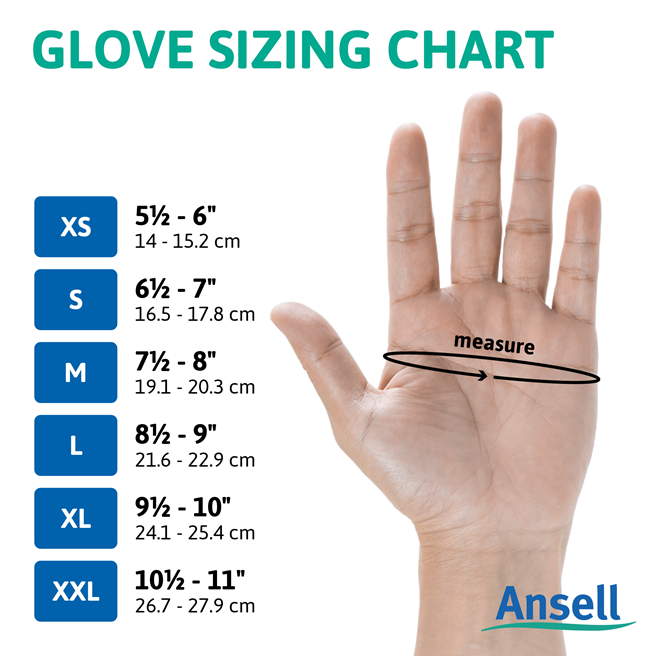 GLOVE SIZING CHART
XS
5½ - 6"
14 - 15.2 cm
S
6½ - 7"
16.5 - 17.8 cm
M
7½ - 8"
19.1 - 20.3 cm
L
8½ - 9"
21.6 - 22.9 cm
XL
9½ - 10"
24.1 - 25.4 cm
XXL
10½ - 11"
26.7 - 27.9 cm
measure
Ansell